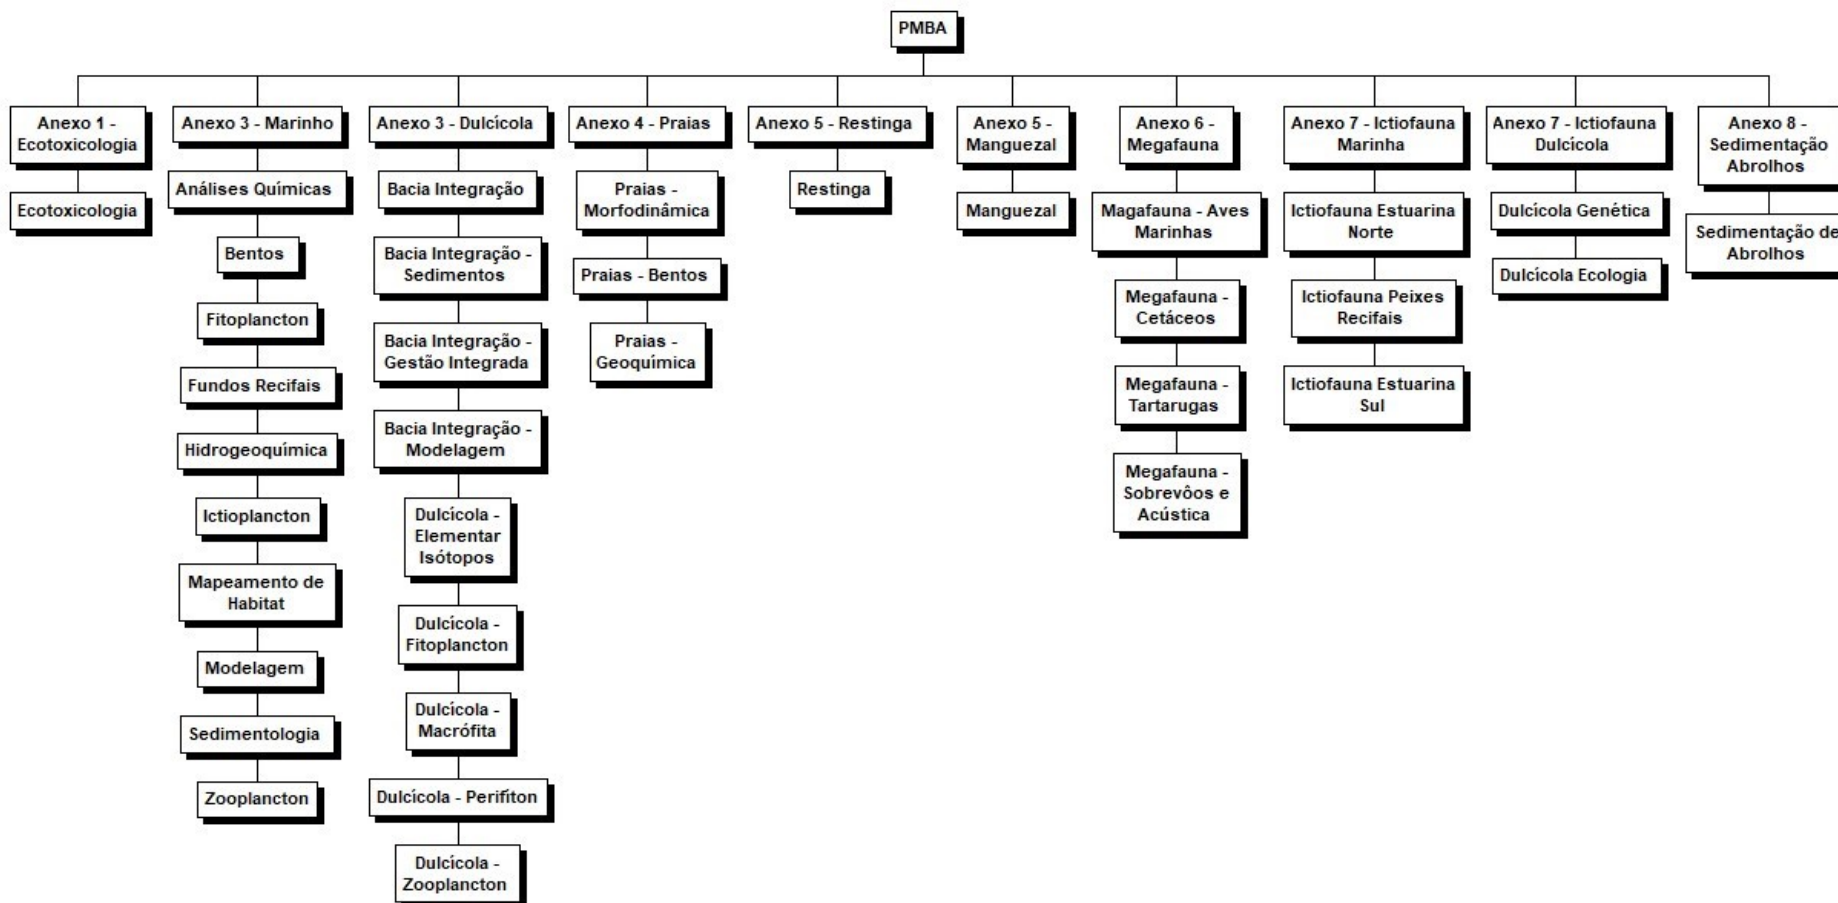 PMBA
Anexo 1 -
Ecotoxicologia
Ecotoxicologia
Anexo 3 - Marinho
Análises Químicas
Bentos
Fitoplancton
Fundos Recifais
Hidrogeoquímica
Ictioplancton
Mapeamento de
Habitat
Modelagem
Sedimentologia
Zooplancton
Anexo 3 - Dulcícola
Bacia Integração
Bacia Integração -
Sedimentos
Bacia Integração -
Gestão Integrada
Bacia Integração -
Modelagem
Dulcícola -
Elementar
Isótopos
Dulcícola -
Fitoplancton
Dulcícola -
Macrófita
Dulcícola - Perifiton
Dulcícola -
Zooplancton
Anexo 4 - Praias
Praias -
Morfodinâmica
Praias - Bentos
Praias -
Geoquímica
Anexo 5 - Restinga
Restinga
Anexo 5 -
Manguezal
Manguezal
Anexo 6 -
Megafauna
Magafauna - Aves
Marinhas
Megafauna -
Cetáceos
Megafauna -
Tartarugas
Megafauna -
Sobrevôos e
Acústica
Anexo 7 - Ictiofauna
Marinha
Ictiofauna Estuarina
Norte
Ictiofauna Peixes
Recifais
Ictiofauna Estuarina
Sul
Anexo 7 - Ictiofauna
Dulcícola
Dulcícola Genética
Dulcícola Ecologia
Anexo 8 -
Sedimentação
Abrolhos
Sedimentação de
Abrolhos